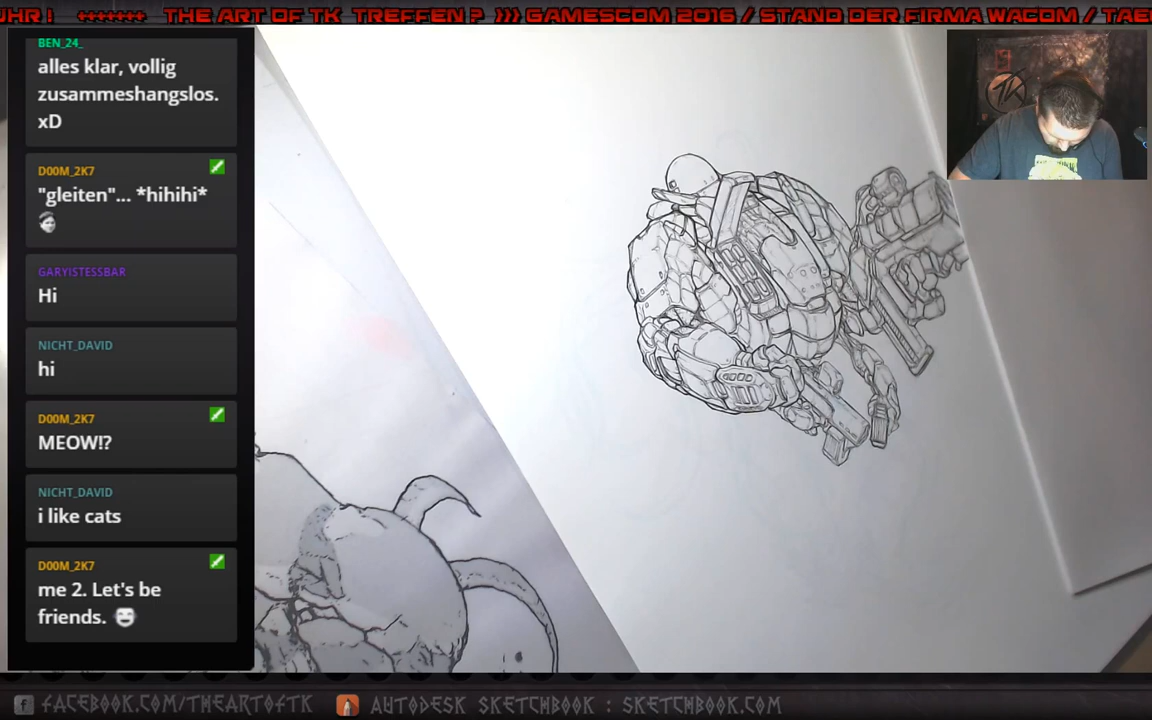 UHR ! +++++++ THE ART OF TK TREFFEN ? >>> GAMESCOM 2016 / STAND DER FIRMA WACOM /
BEN_24_
alles klar, vollig
zusammeshangslos.
xD
D00M_2K7
"gleiten"... *hihihi*
GARYISTESSBAR
Hi
NICHT_DAVID
hi
D00M_2K7
MEOW!?
NICHT_DAVID
i like cats
D00M_2K7
me 2. Let's be
friends.
TK
FACEBOOK.COM/THEARTOFTK AUTODESK SKETCHBOOK : SKETCHBOOK.COM